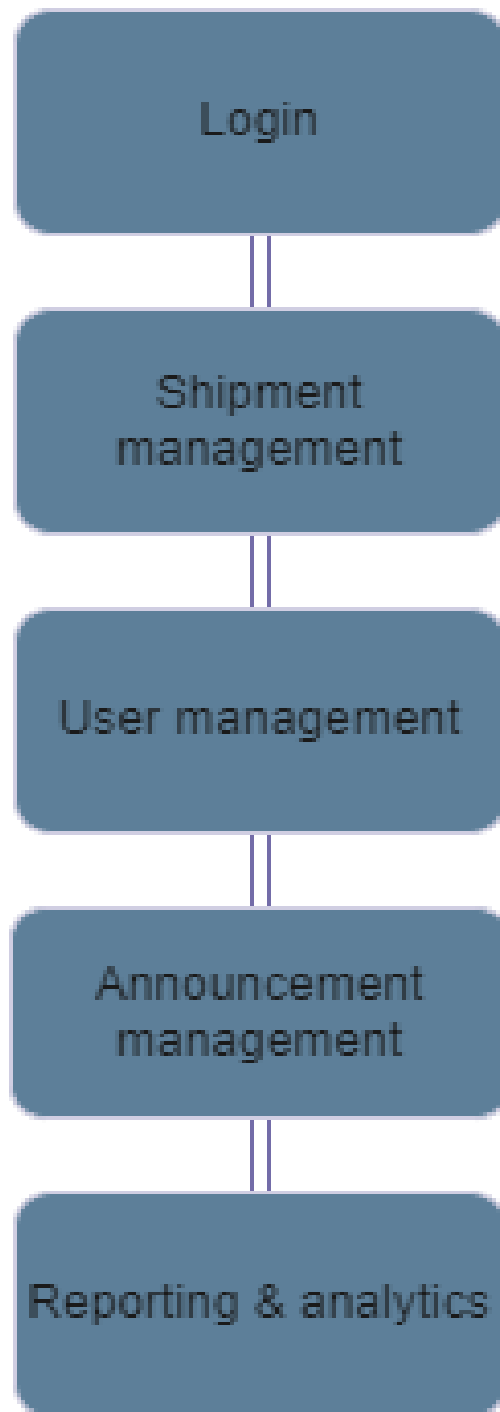 Login
Shipment
management
User management
Announcement
management
Reporting & analytics